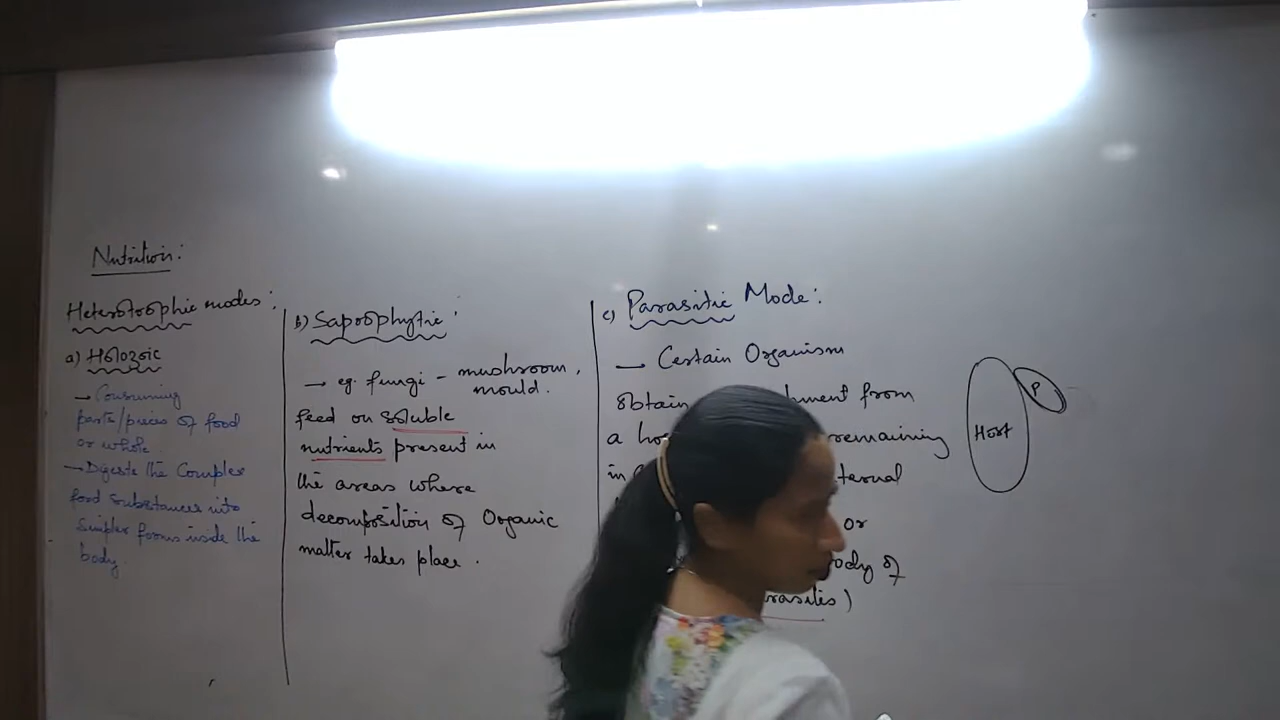 Nutrition:
Heterotrophic modes:
a) Holozoic
→ Consuming
parts/pieces of food
or whole
→ Digests the Complex
food substances into
simpler forms inside the
body.
b) Saprophytic:
→ eg. fungi - mushroom,
mould.
feed on soluble
nutrients present in
the areas where
decomposition of Organic
matter takes place.
c) Parasitic Mode:
→ Certain Organism
obtain from
a remaining
in
or
of
Host
P